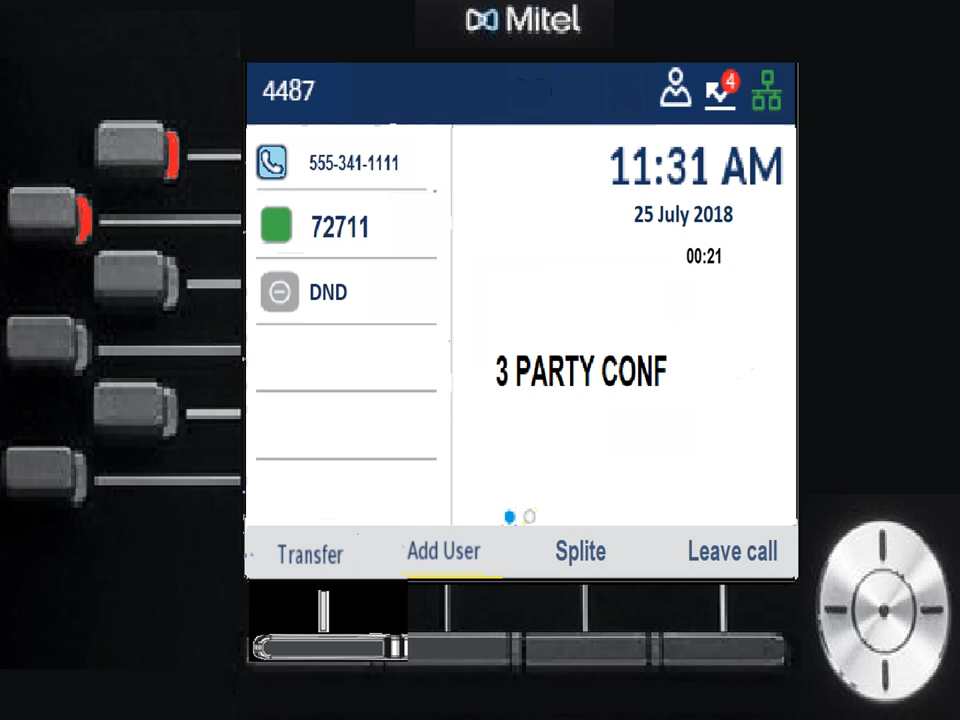 Mitel
4487
4
555-341-1111
11:31 AM
72711
25 July 2018
00:21
DND
3 PARTY CONF
Transfer
Add User
Splite
Leave call